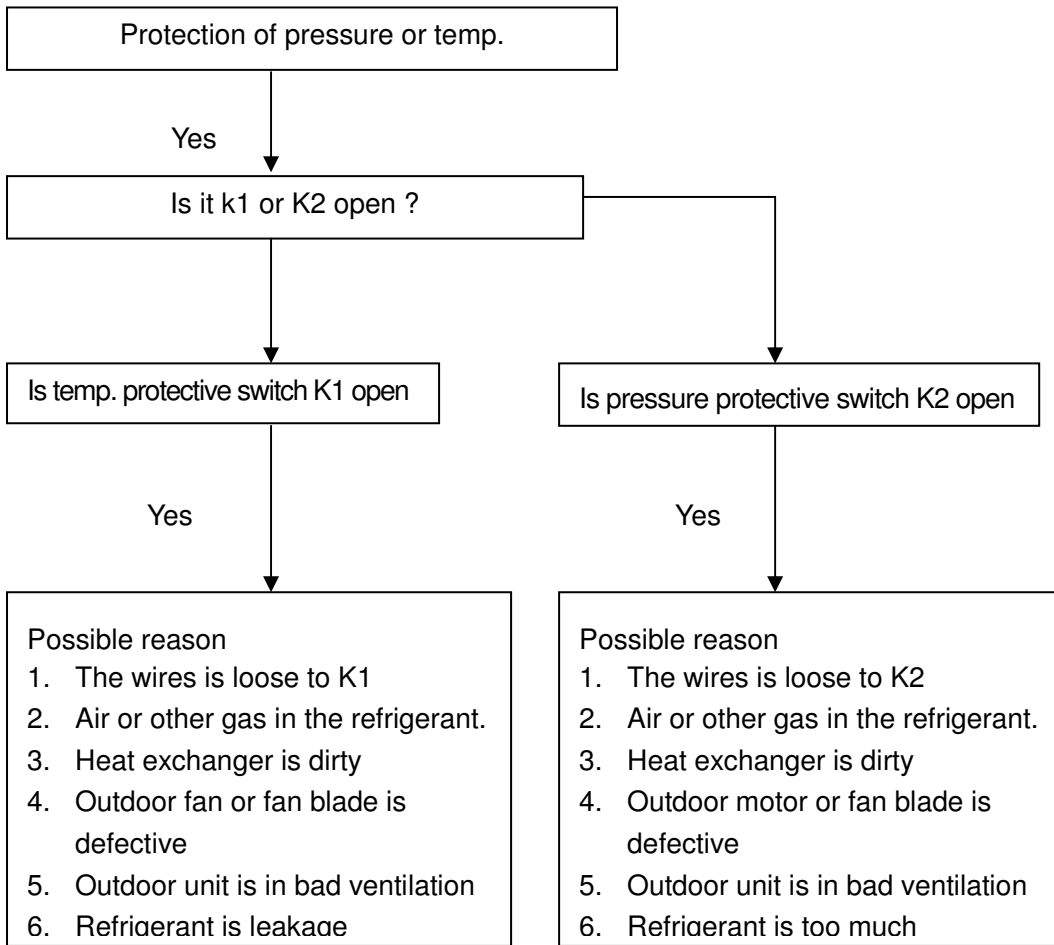 Protection of pressure or temp.
Yes
Is it k1 or K2 open ?
Is temp. protective switch K1 open
Is pressure protective switch K2 open
Yes
Yes
Possible reason
1. The wires is loose to K1
2. Air or other gas in the refrigerant.
3. Heat exchanger is dirty
4. Outdoor fan or fan blade is
defective
5. Outdoor unit is in bad ventilation
6. Refrigerant is leakage
Possible reason
1. The wires is loose to K2
2. Air or other gas in the refrigerant.
3. Heat exchanger is dirty
4. Outdoor motor or fan blade is
defective
5. Outdoor unit is in bad ventilation
6. Refrigerant is too much